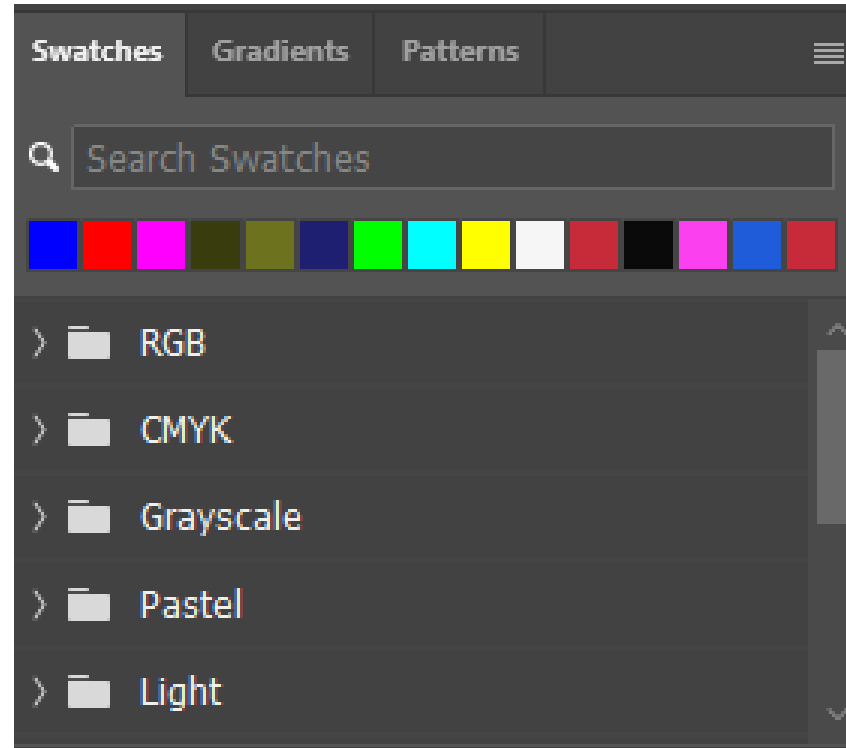 Swatches Gradients Patterns
Search Swatches
RGB
CMYK
Grayscale
Pastel
Light